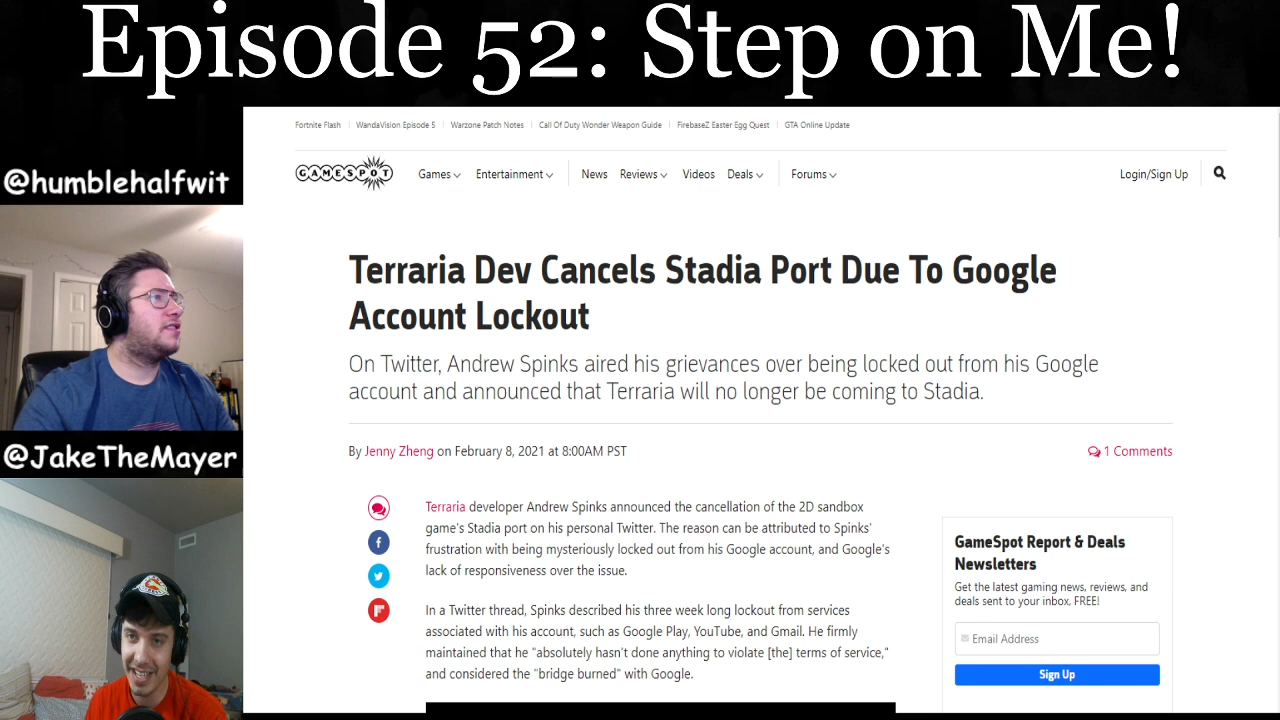 Episode 52: Step on Me!
Fortnite Flash
WandaVision Episode 5
Warzone Patch Notes
Call Of Duty Wonder Weapon Guide
FirebaseZ Easter Egg Quest
GTA Online Update
@humblehalfwit
GAMESPOT
Games
Entertainment
News
Reviews
Videos
Deals
Forums
Login/Sign Up
Terraria Dev Cancels Stadia Port Due To Google
Account Lockout
On Twitter, Andrew Spinks aired his grievances over being locked out from his Google
account and announced that Terraria will no longer be coming to Stadia.
@JakeTheMayer
By Jenny Zheng on February 8, 2021 at 8:00AM PST
1 Comments
Terraria developer Andrew Spinks announced the cancellation of the 2D sandbox
game's Stadia port on his personal Twitter. The reason can be attributed to Spinks'
frustration with being mysteriously locked out from his Google account, and Google's
lack of responsiveness over the issue.
In a Twitter thread, Spinks described his three week long lockout from services
associated with his account, such as Google Play, YouTube, and Gmail. He firmly
maintained that he "absolutely hasn't done anything to violate [the] terms of service,"
and considered the "bridge burned" with Google.
GameSpot Report & Deals
Newsletters
Get the latest gaming news, reviews, and
deals sent to your inbox, FREE!
Email Address
Sign Up